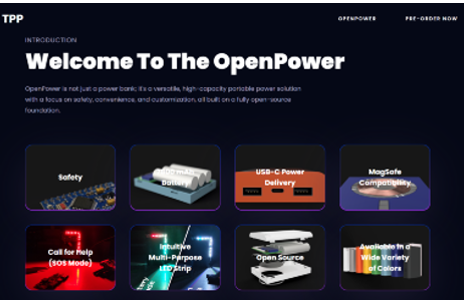 TPP
OPENPOWER
PRE-ORDER NOW
INTRODUCTION
Welcome To The OpenPower
OpenPower is not just a power bank; it's a versatile, high-capacity portable power solution
with a focus on safety, convenience, and customization, all built on a fully open-source
foundation.
Safety
Battery
USB-C Power
Delivery
MagSafe
Compatibility
Call for Help
(SOS Mode)
Intuitive
Multi-Purpose
LED Strip
Open Source
Available in a
Wide Variety
of Colors